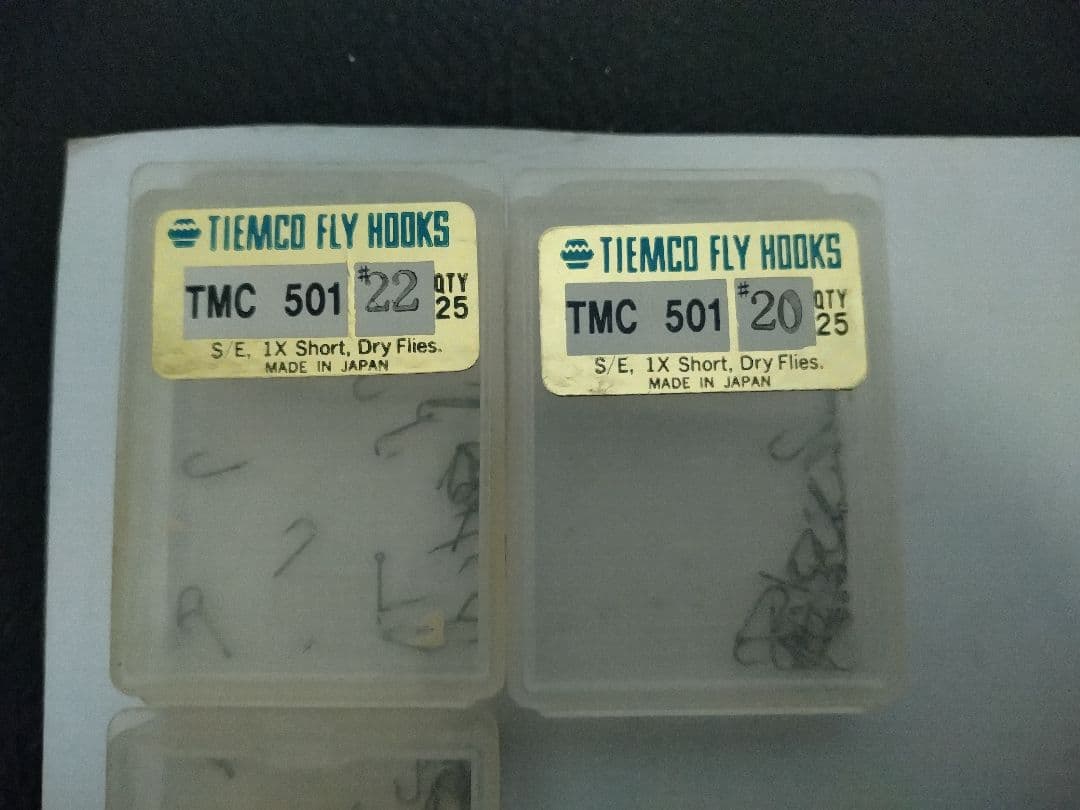 TIEMCO FLY HOOKS
TMC 501 #22 QTY 25
S/E, 1X Short, Dry Flies.
MADE IN JAPAN
TIEMCO FLY HOOKS
TMC 501 #20 QTY 25
S/E, 1X Short, Dry Flies.
MADE IN JAPAN